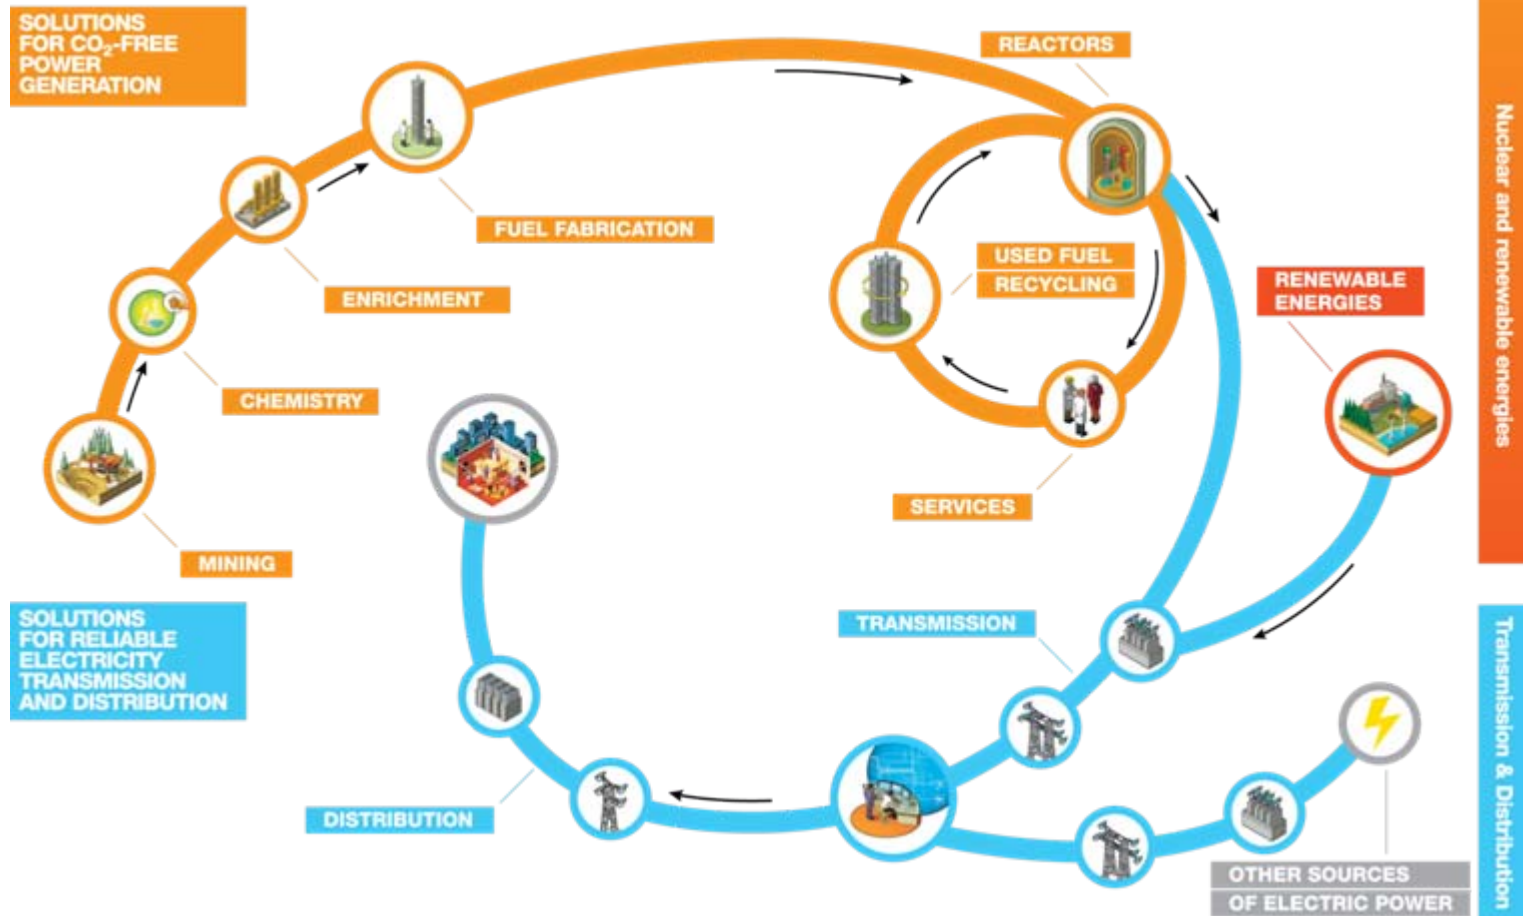 SOLUTIONS
FOR CO₂-FREE
POWER
GENERATION
REACTORS
FUEL FABRICATION
USED FUEL
RECYCLING
ENRICHMENT
RENEWABLE
ENERGIES
CHEMISTRY
SERVICES
MINING
Nuclear and renewable energies
SOLUTIONS
FOR RELIABLE
ELECTRICITY
TRANSMISSION
AND DISTRIBUTION
TRANSMISSION
DISTRIBUTION
OTHER SOURCES
OF ELECTRIC POWER
Transmission & Distribution